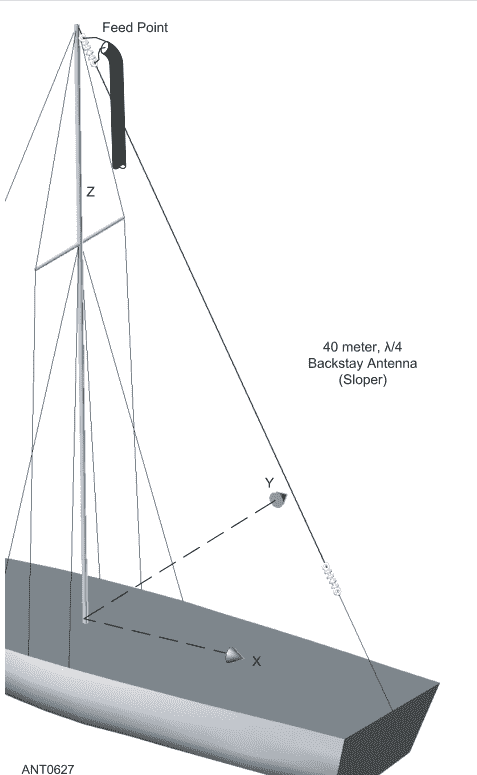 Feed Point
Z
40 meter, λ/4
Backstay Antenna
(Sloper)
Y
X
ANT0627